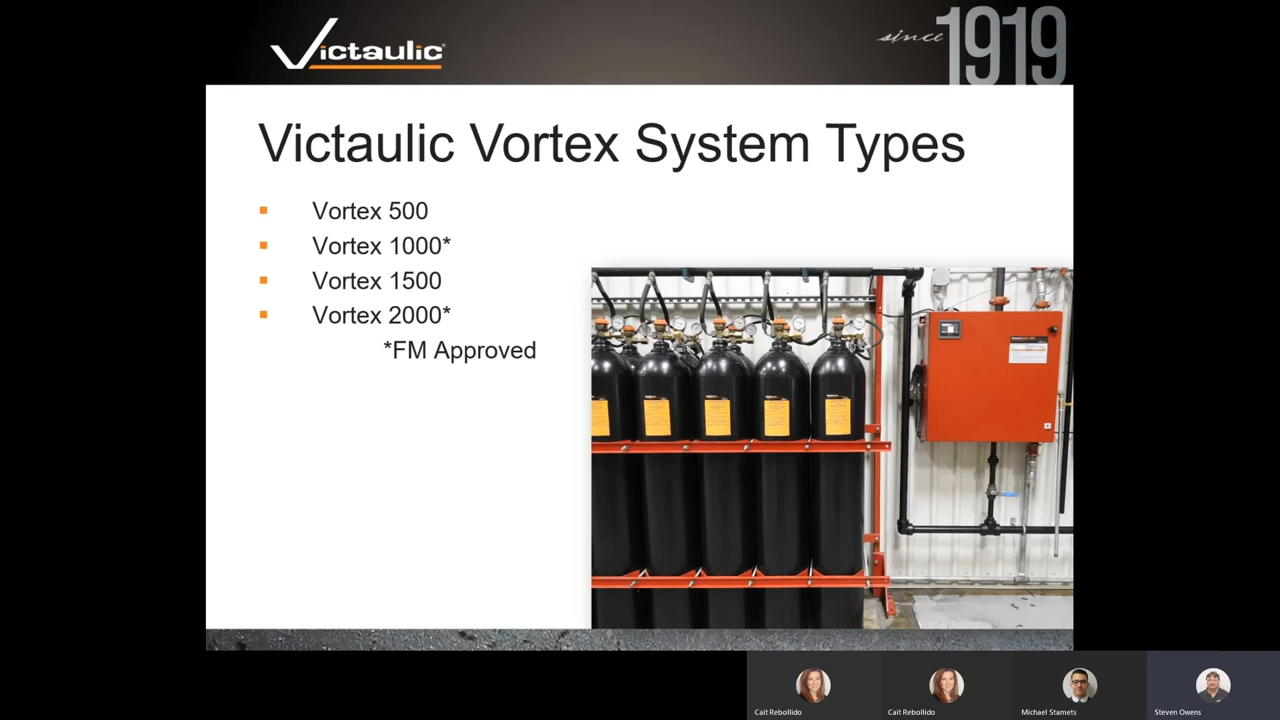 Victaulic
since 1919
Victaulic Vortex System Types
Vortex 500
Vortex 1000*
Vortex 1500
Vortex 2000*
*FM Approved
Cait Rebollido
Cait Rebollido
Michael Stamets
Steven Owens